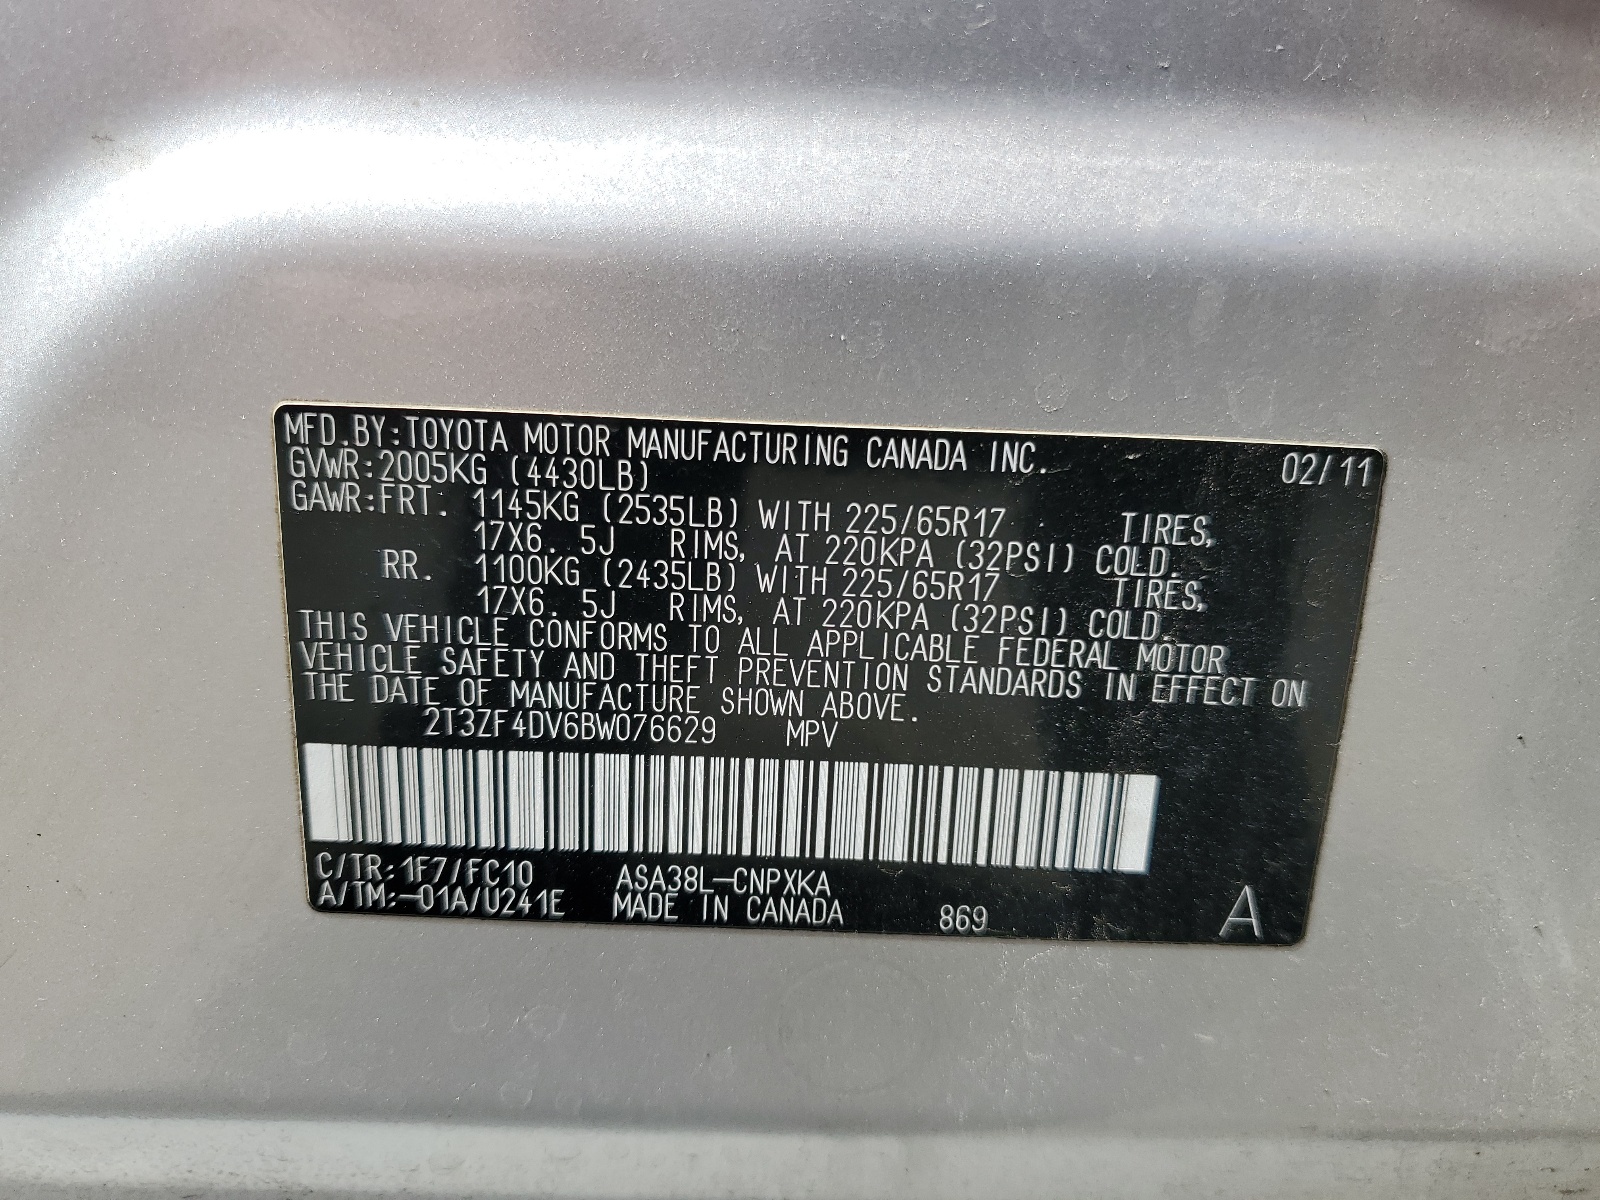 MFD.BY:TOYOTA MOTOR MANUFACTURING CANADA INC. 02/11
GVWR:2005KG (4430LB)
GAWR:FRT. 1145KG (2535LB) WITH 225/65R17 TIRES,
17X6. 5J RIMS, AT 220KPA (32PSI) COLD.
RR. 1100KG (2435LB) WITH 225/65R17 TIRES,
17X6. 5J RIMS, AT 220KPA (32PSI) COLD.
THIS VEHICLE CONFORMS TO ALL APPLICABLE FEDERAL MOTOR
VEHICLE SAFETY AND THEFT PREVENTION STANDARDS IN EFFECT ON
THE DATE OF MANUFACTURE SHOWN ABOVE.
2T3ZF4DV6BW076629 MPV
C/TR:1F7/FC10 ASA38L-CNPXKA
A/TM:-01A/U241E MADE IN CANADA 869 A